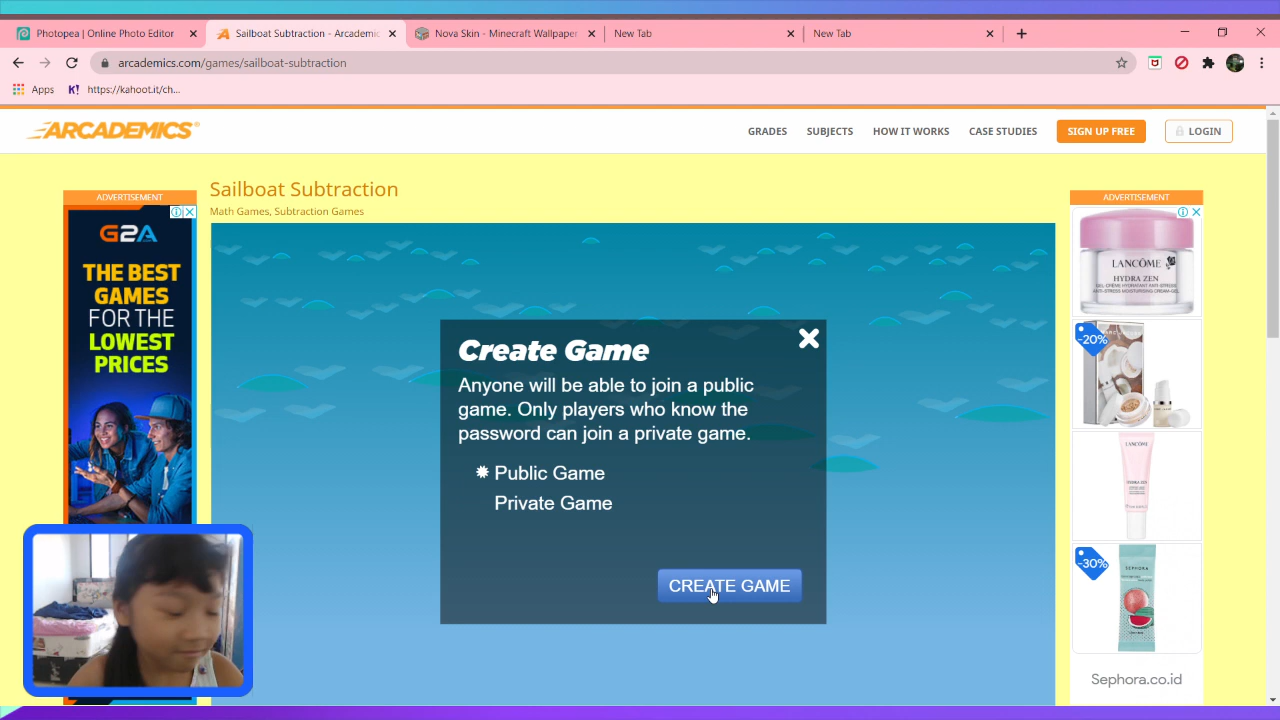 Photopea | Online Photo Editor
Sailboat Subtraction - Arcademic
Nova Skin - Minecraft Wallpaper
New Tab
New Tab
arcademics.com/games/sailboat-subtraction
Apps
K!
https://kahoot.it/ch...
ARCADEMICS®
GRADES
SUBJECTS
HOW IT WORKS
CASE STUDIES
SIGN UP FREE
LOGIN
Sailboat Subtraction
Math Games, Subtraction Games
ADVERTISEMENT
G2A
THE BEST
GAMES
FOR THE
LOWEST
PRICES
Create Game
Anyone will be able to join a public
game. Only players who know the
password can join a private game.
Public Game
Private Game
CREATE GAME
ADVERTISEMENT
LANCÔME
HYDRA ZEN
-20%
LANCÔME
-30%
SEPHORA
Sephora.co.id